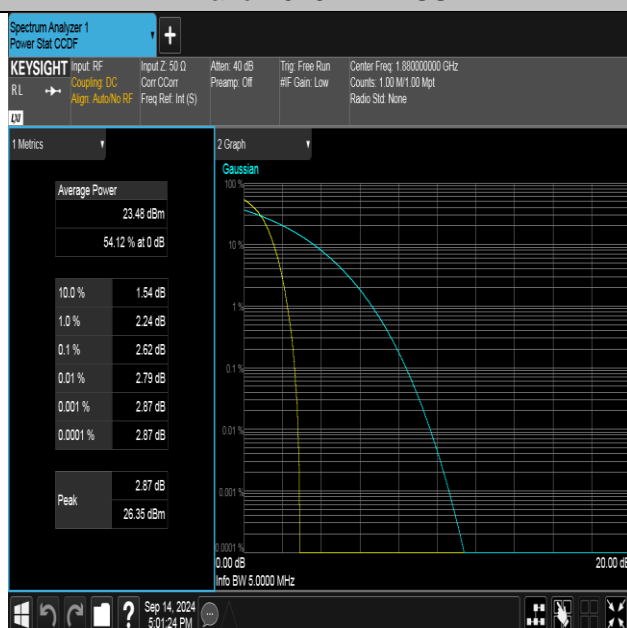 Spectrum Analyzer 1
Power Stat CCDF
KEYSIGHT
RL
LXI
Input: RF
Coupling: DC
Align: Auto/No RF
Input Z: 50 Ω
Corr CCorr
Freq Ref: Int (S)
Atten: 40 dB
Preamp: Off
Trig: Free Run
#IF Gain: Low
Center Freq: 1.880000000 GHz
Counts: 1.00 M/1.00 Mpt
Radio Std: None
1 Metrics
Average Power
23.48 dBm
54.12 % at 0 dB
10.0 % 1.54 dB
1.0 % 2.24 dB
0.1 % 2.62 dB
0.01 % 2.79 dB
0.001 % 2.87 dB
0.0001 % 2.87 dB
Peak
2.87 dB
26.35 dBm
2 Graph
Gaussian
100 %
10 %
1 %
0.1 %
0.01 %
0.001 %
0.0001 %
0.00 dB
20.00 dB
Info BW 5.0000 MHz
?
Sep 14, 2024
5:01:24 PM